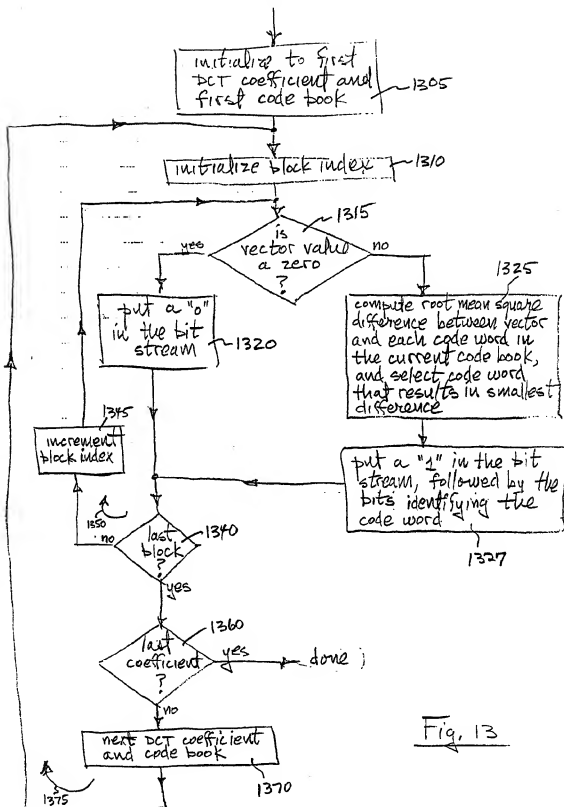 initialize to first
DCT coefficient and
first code book
1305
initialize block index
1310
1315
is
vector value
a zero
?
yes
no
put a "0"
in the bit
stream
1320
1325
compute root mean square
difference between vector
and each code word in
the current code book,
and select code word
that results in smallest
difference
1345
increment
block index
put a "1" in the bit
stream, followed by the
bits identifying the
code word
1327
1350
no
1340
last
block
?
yes
1360
last
coefficient
?
yes
done
no
next DCT coefficient
and code book
1370
1375
Fig. 13